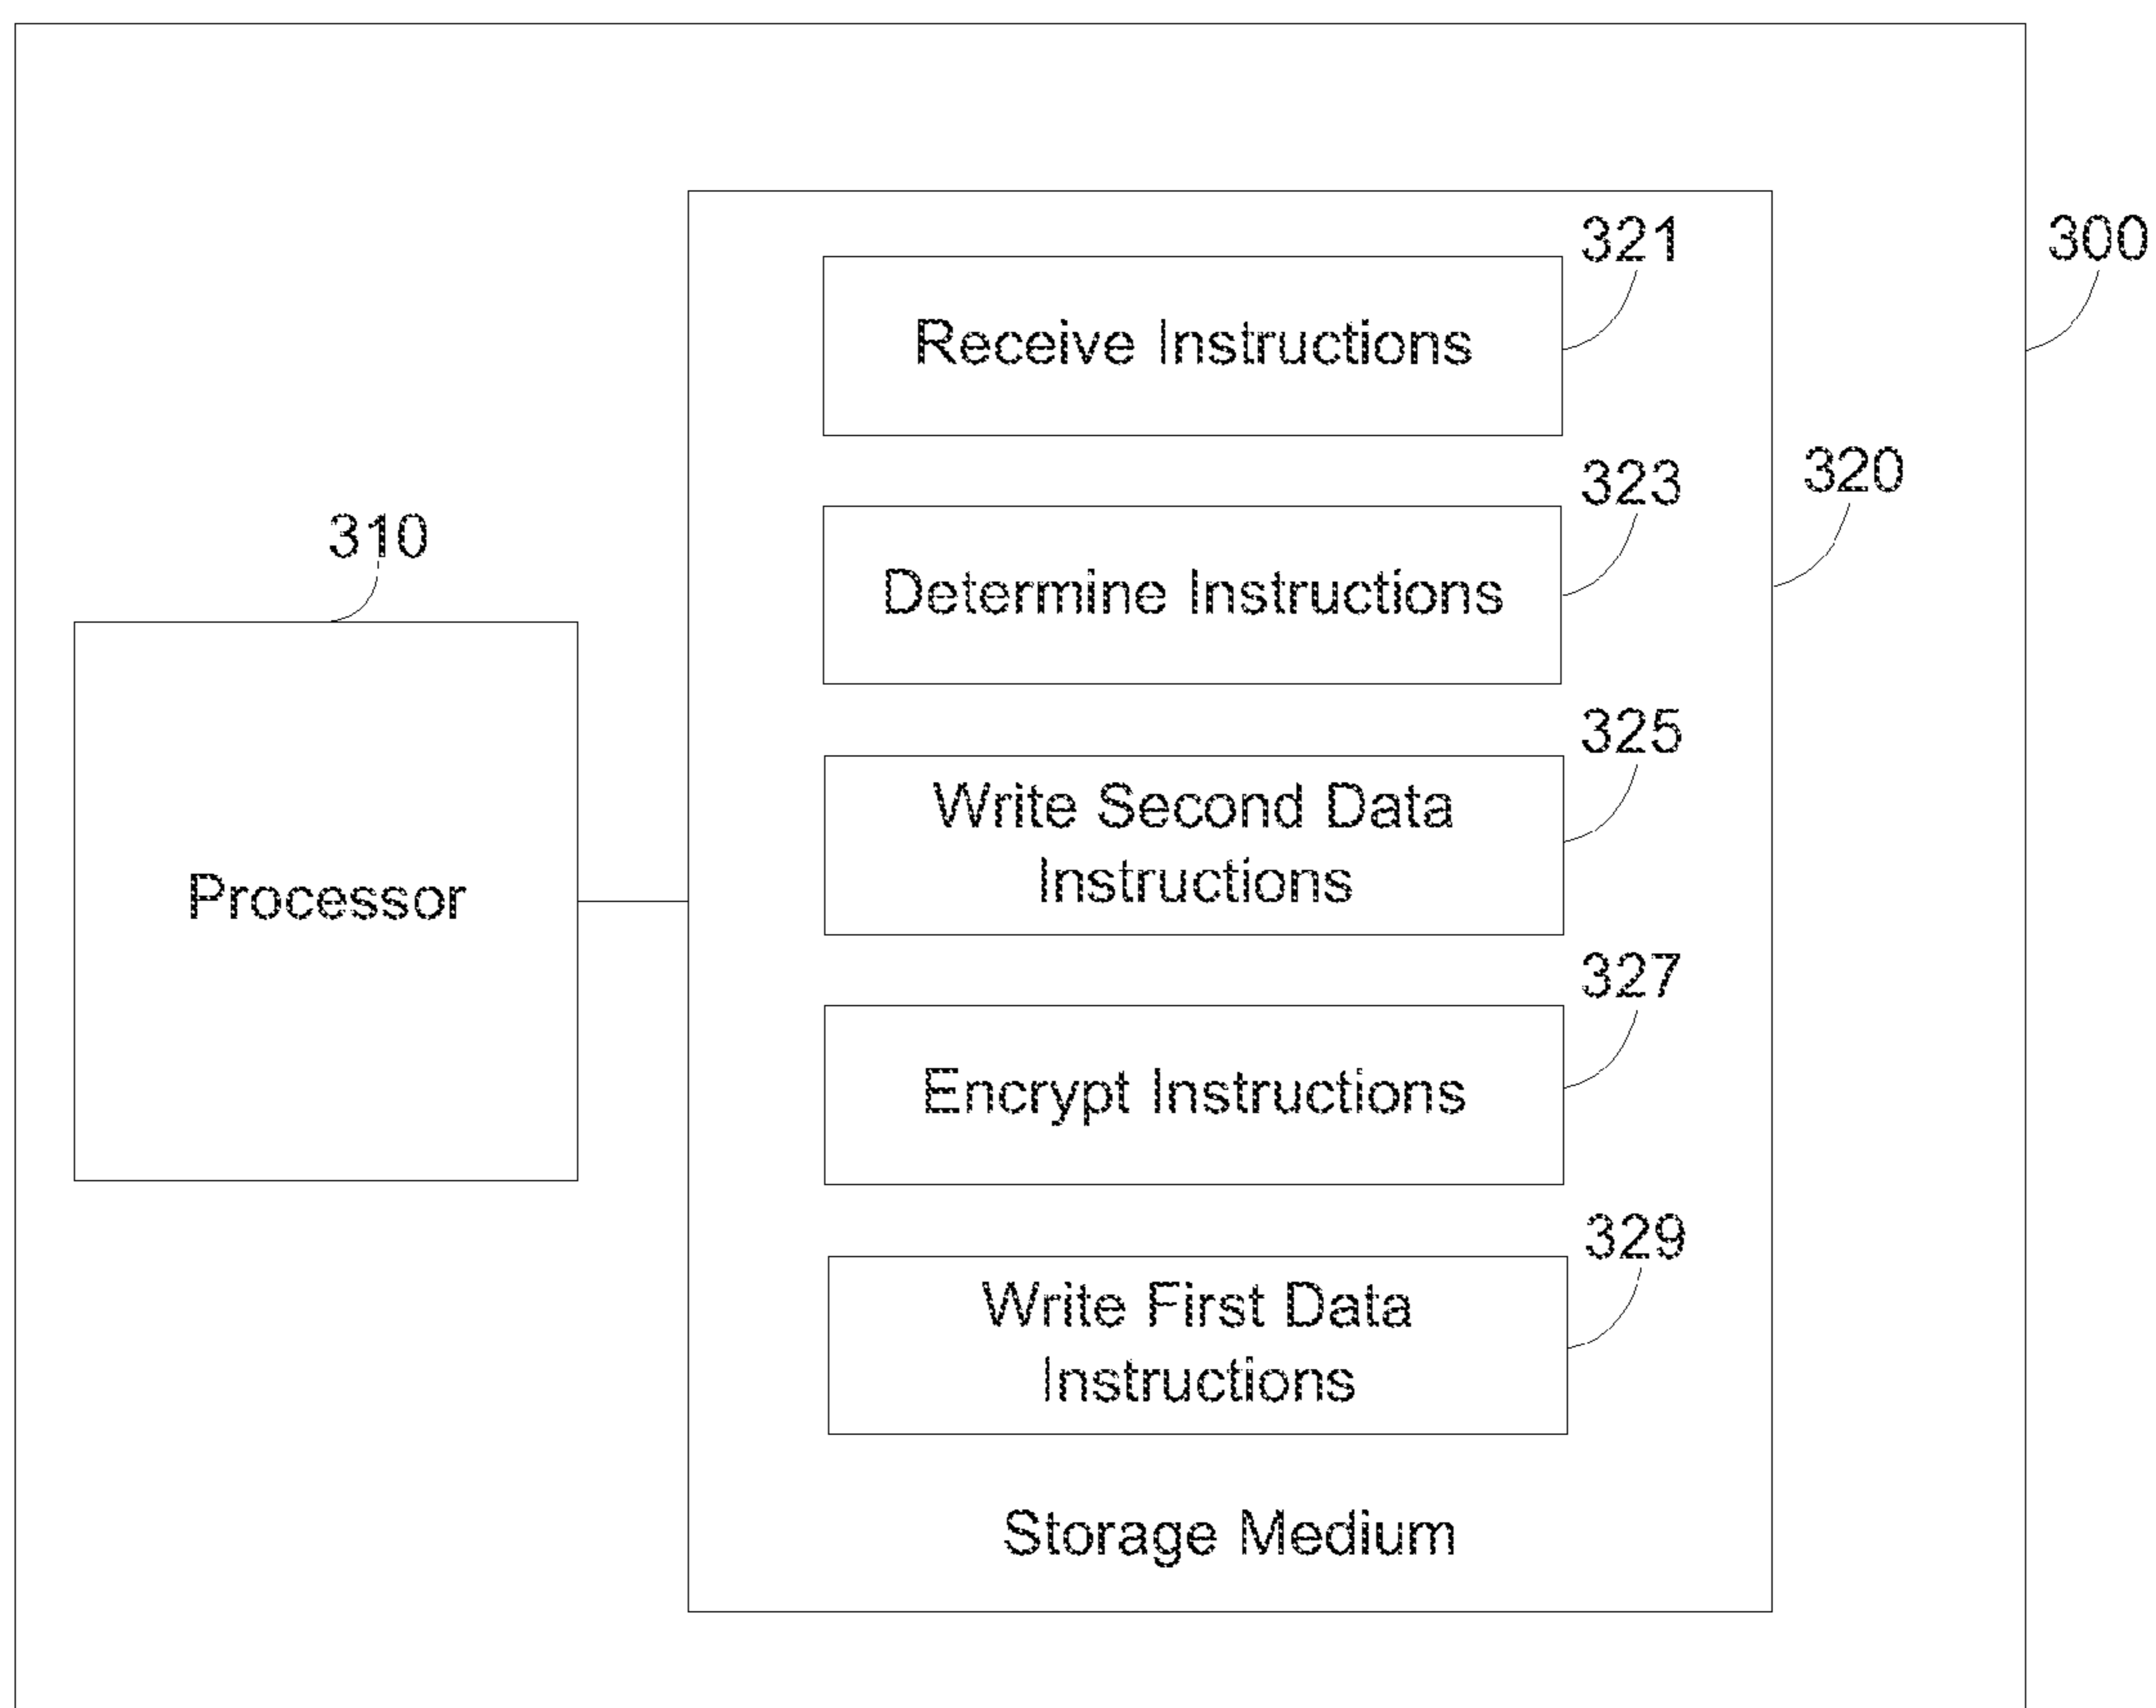 321
300
Receive Instructions
323
320
310
Determine Instructions
325
Write Second Data
Instructions
Processor
327
Encrypt Instructions
329
Write First Data
Instructions
Storage Medium